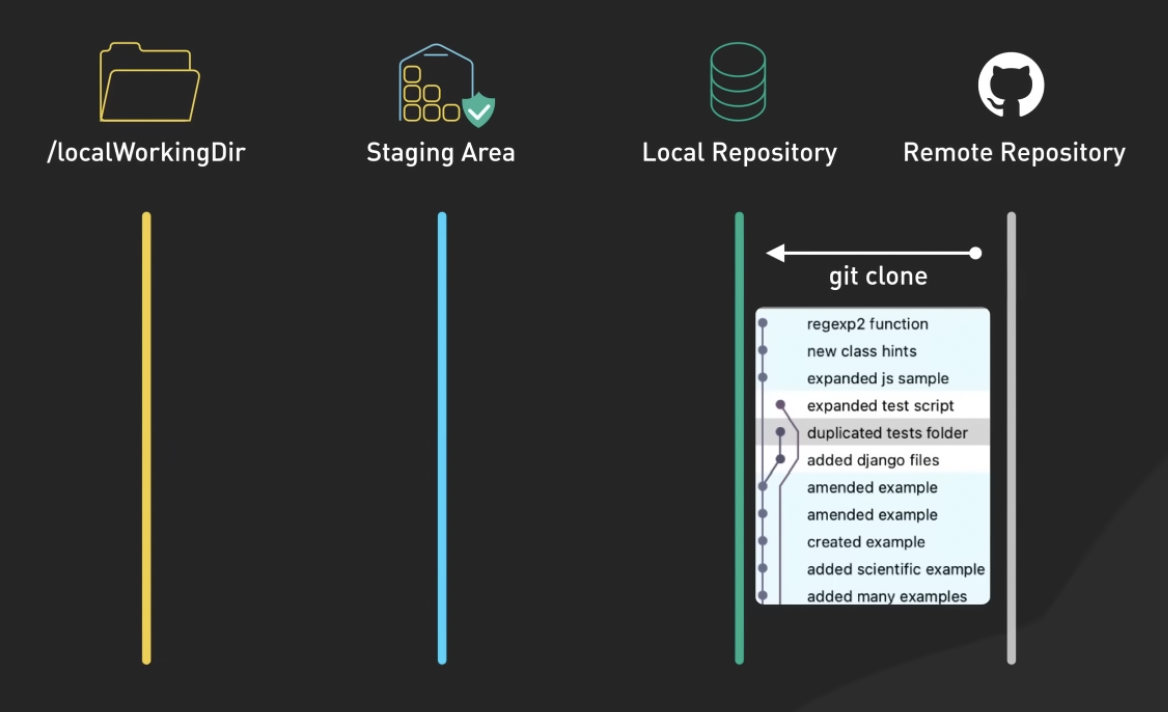 /localWorkingDir
Staging Area
Local Repository
Remote Repository
git clone
regexp2 function
new class hints
expanded js sample
expanded test script
duplicated tests folder
added django files
amended example
amended example
created example
added scientific example
added many examples